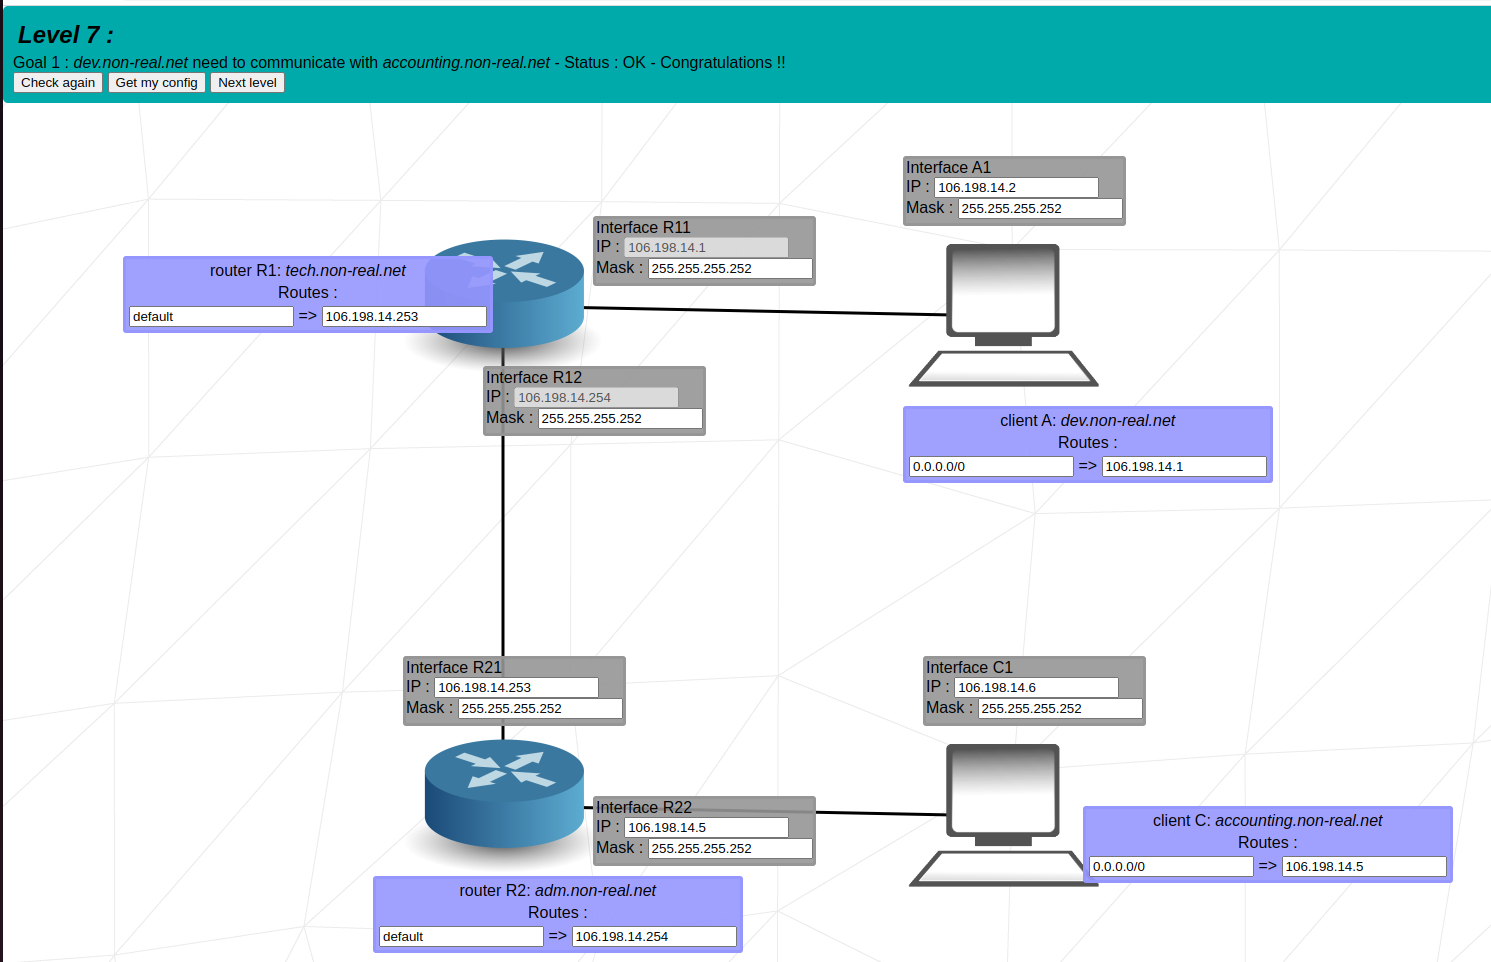 Level 7 :
Goal 1 : dev.non-real.net need to communicate with accounting.non-real.net - Status : OK - Congratulations !!
Check again Get my config Next level
Interface A1
IP : 106.198.14.2
Mask : 255.255.255.252
Interface R11
IP : 106.198.14.1
Mask : 255.255.255.252
router R1: tech.non-real.net
Routes :
default => 106.198.14.253
Interface R12
IP : 106.198.14.254
Mask : 255.255.255.252
client A: dev.non-real.net
Routes :
0.0.0.0/0 => 106.198.14.1
Interface R21
IP : 106.198.14.253
Mask : 255.255.255.252
Interface C1
IP : 106.198.14.6
Mask : 255.255.255.252
Interface R22
IP : 106.198.14.5
Mask : 255.255.255.252
client C: accounting.non-real.net
Routes :
0.0.0.0/0 => 106.198.14.5
router R2: adm.non-real.net
Routes :
default => 106.198.14.254